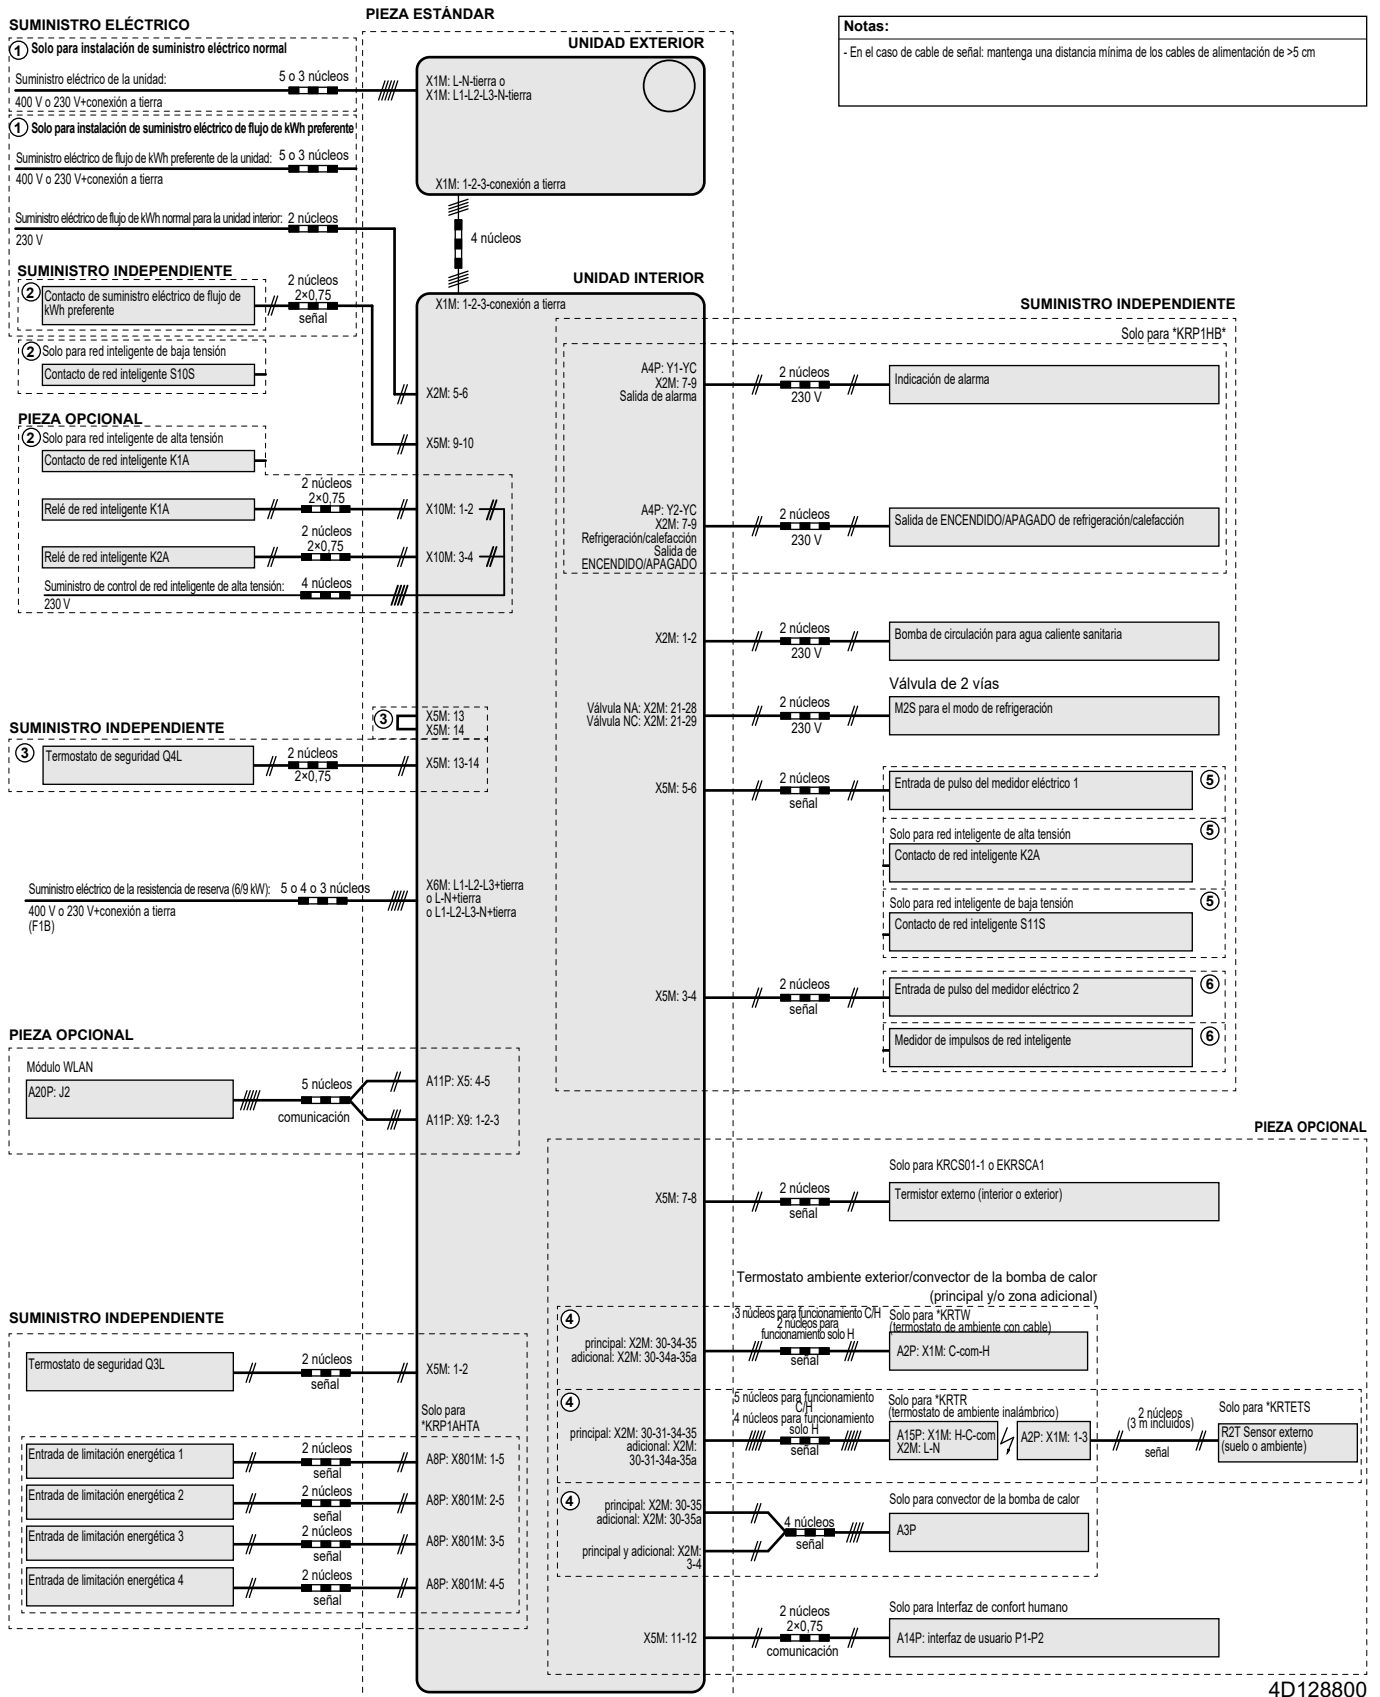 SUMINISTRO ELÉCTRICO
1 Solo para instalación de suministro eléctrico normal
Suministro eléctrico de la unidad:
5 o 3 núcleos
400 V o 230 V+conexión a tierra
1 Solo para instalación de suministro eléctrico de flujo de kWh preferente
Suministro eléctrico de flujo de kWh preferente de la unidad:
5 o 3 núcleos
400 V o 230 V+conexión a tierra
Suministro eléctrico de flujo de kWh normal para la unidad interior:
2 núcleos
230 V
SUMINISTRO INDEPENDIENTE
2
Contacto de suministro eléctrico de flujo de
kWh preferente
2 núcleos
2×0,75
señal
2 Solo para red inteligente de baja tensión
Contacto de red inteligente S10S
PIEZA OPCIONAL
2 Solo para red inteligente de alta tensión
Contacto de red inteligente K1A
Relé de red inteligente K1A
2 núcleos
2×0,75
Relé de red inteligente K2A
2 núcleos
2×0,75
Suministro de control de red inteligente de alta tensión:
4 núcleos
230 V
SUMINISTRO INDEPENDIENTE
3
Termostato de seguridad Q4L
2 núcleos
2×0,75
Suministro eléctrico de la resistencia de reserva (6/9 kW):
5 o 4 o 3 núcleos
400 V o 230 V+conexión a tierra
(F1B)
PIEZA OPCIONAL
Módulo WLAN
A20P: J2
5 núcleos
comunicación
SUMINISTRO INDEPENDIENTE
Termostato de seguridad Q3L
2 núcleos
señal
Entrada de limitación energética 1
2 núcleos
señal
Entrada de limitación energética 2
2 núcleos
señal
Entrada de limitación energética 3
2 núcleos
señal
Entrada de limitación energética 4
2 núcleos
señal
PIEZA ESTÁNDAR
UNIDAD EXTERIOR
X1M: L-N-tierra o
X1M: L1-L2-L3-N-tierra
X1M: 1-2-3-conexión a tierra
4 núcleos
UNIDAD INTERIOR
X1M: 1-2-3-conexión a tierra
X2M: 5-6
X5M: 9-10
X10M: 1-2
X10M: 3-4
3
X5M: 13
X5M: 14
X5M: 13-14
X6M: L1-L2-L3+tierra
o L-N+tierra
o L1-L2-L3-N+tierra
A11P: X5: 4-5
A11P: X9: 1-2-3
X5M: 1-2
Solo para
*KRP1AHTA
A8P: X801M: 1-5
A8P: X801M: 2-5
A8P: X801M: 3-5
A8P: X801M: 4-5
Notas:
- En el caso de cable de señal: mantenga una distancia mínima de los cables de alimentación de >5 cm
SUMINISTRO INDEPENDIENTE
Solo para *KRP1HB*
A4P: Y1-YC
X2M: 7-9
Salida de alarma
2 núcleos
230 V
Indicación de alarma
A4P: Y2-YC
X2M: 7-9
Refrigeración/calefacción
Salida de
ENCENDIDO/APAGADO
2 núcleos
230 V
Salida de ENCENDIDO/APAGADO de refrigeración/calefacción
X2M: 1-2
2 núcleos
230 V
Bomba de circulación para agua caliente sanitaria
Válvula de 2 vías
Válvula NA: X2M: 21-28
Válvula NC: X2M: 21-29
2 núcleos
230 V
M2S para el modo de refrigeración
X5M: 5-6
2 núcleos
señal
Entrada de pulso del medidor eléctrico 1
5
Solo para red inteligente de alta tensión
5
Contacto de red inteligente K2A
Solo para red inteligente de baja tensión
5
Contacto de red inteligente S11S
X5M: 3-4
2 núcleos
señal
Entrada de pulso del medidor eléctrico 2
6
Medidor de impulsos de red inteligente
6
PIEZA OPCIONAL
Solo para KRCS01-1 o EKRSCA1
X5M: 7-8
2 núcleos
señal
Termistor externo (interior o exterior)
Termostato ambiente exterior/convector de la bomba de calor
(principal y/o zona adicional)
4
principal: X2M: 30-34-35
adicional: X2M: 30-34a-35a
3 núcleos para funcionamiento C/H
2 núcleos para
funcionamiento solo H
señal
Solo para *KRTW
(termostato de ambiente con cable)
A2P: X1M: C-com-H
4
principal: X2M: 30-31-34-35
adicional: X2M:
30-31-34a-35a
5 núcleos para funcionamiento
C/H
4 núcleos para funcionamiento
solo H
señal
Solo para *KRTR
(termostato de ambiente inalámbrico)
A15P: X1M: H-C-com
X2M: L-N
A2P: X1M: 1-3
2 núcleos
(3 m incluidos)
señal
Solo para *KRTETS
R2T Sensor externo
(suelo o ambiente)
4
principal: X2M: 30-35
adicional: X2M: 30-35a
principal y adicional: X2M:
3-4
4 núcleos
señal
Solo para convector de la bomba de calor
A3P
X5M: 11-12
2 núcleos
2×0,75
comunicación
Solo para Interfaz de confort humano
A14P: interfaz de usuario P1-P2
4D128800